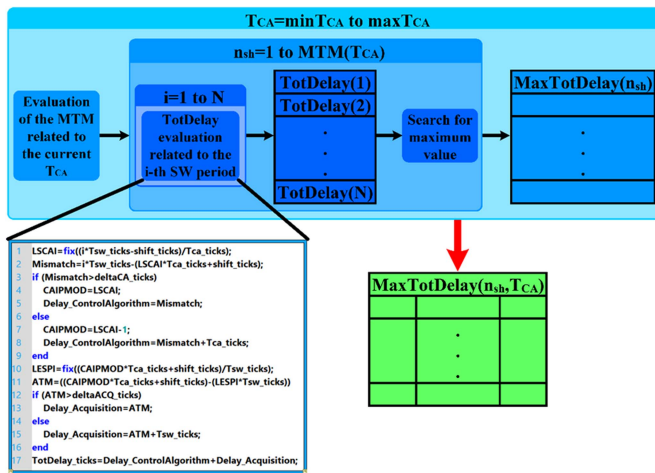 TCA=minTCA to maxTCA
nsh=1 to MTM(TCA)
Evaluation
of the MTM
related to
the current
TCA
i=1 to N
TotDelay
evaluation
related to the
i-th SW period
TotDelay(1)
TotDelay(2)
.
.
.
TotDelay(N)
Search for
maximum
value
MaxTotDelay(nsh)
.
.
.
1 LSCAI=fix((i*Tsw_ticks-shift_ticks)/Tca_ticks);
2 Mismatch=i*Tsw_ticks-(LSCAI*Tca_ticks+shift_ticks);
3 if (Mismatch>deltaCA_ticks)
4 CAIPMOD=LSCAI;
5 Delay_ControlAlgorithm=Mismatch;
6 else
7 CAIPMOD=LSCAI-1;
8 Delay_ControlAlgorithm=Mismatch+Tca_ticks;
9 end
10 LESPI=fix((CAIPMOD*Tca_ticks+shift_ticks)/Tsw_ticks);
11 ATM=((CAIPMOD*Tca_ticks+shift_ticks)-(LESPI*Tsw_ticks))
12 if (ATM>deltaACQ_ticks)
13 Delay_Acquisition=ATM;
14 else
15 Delay_Acquisition=ATM+Tsw_ticks;
16 end
17 TotDelay_ticks=Delay_ControlAlgorithm+Delay_Acquisition;
MaxTotDelay(nsh,TCA)
.
.
.